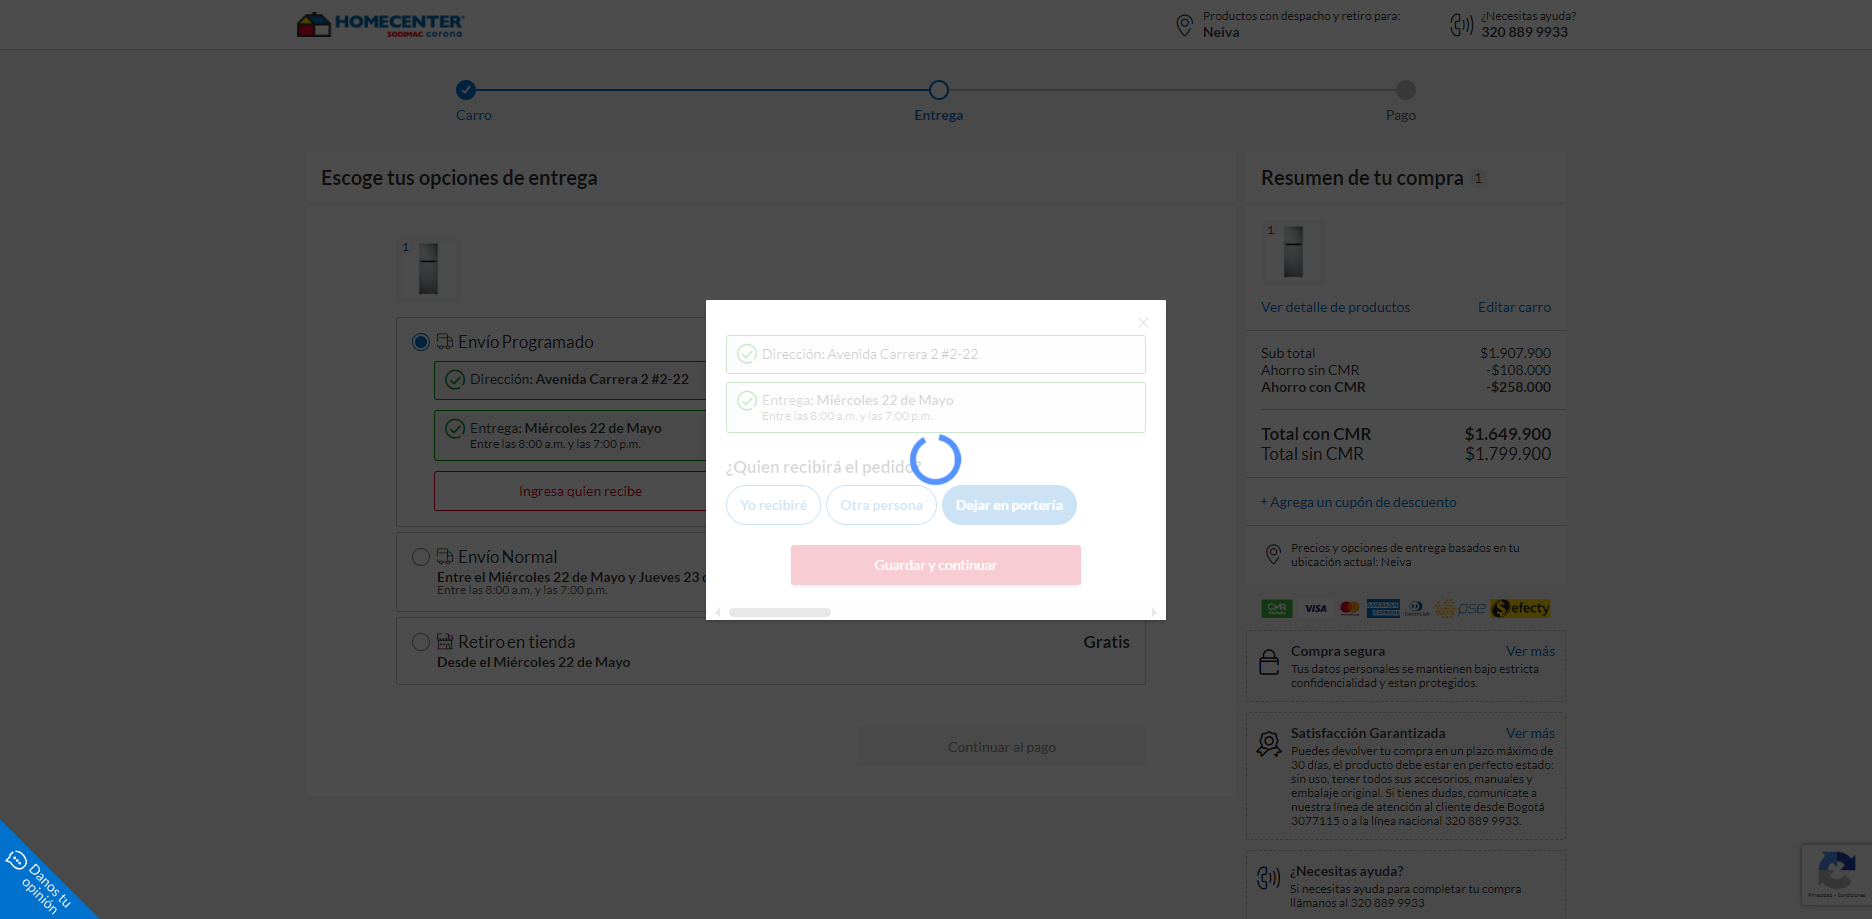 HOMECENTER
SODIMAC corona
Productos con despacho y retiro para:
Neiva
¿Necesitas ayuda?
320 889 9933
Carro
Entrega
Pago
Escoge tus opciones de entrega
1
Envío Programado
Dirección: Avenida Carrera 2 #2-22
Entrega: Miércoles 22 de Mayo
Entre las 8:00 a.m. y las 7:00 p.m.
Ingresa quien recibe
Envío Normal
Entre el Miércoles 22 de Mayo y Jueves 23 d
Entre las 8:00 a.m. y las 7:00 p.m.
Retiro en tienda
Gratis
Desde el Miércoles 22 de Mayo
Continuar al pago
Dirección: Avenida Carrera 2 #2-22
Entrega: Miércoles 22 de Mayo
Entre las 8:00 a.m. y las 7:00 p.m.
¿Quien recibirá el pedido?
Yo recibiré
Otra persona
Dejar en portería
Guardar y continuar
Resumen de tu compra 1
1
Ver detalle de productos
Editar carro
Sub total $1.907.900
Ahorro sin CMR -$108.000
Ahorro con CMR -$258.000
Total con CMR $1.649.900
Total sin CMR $1.799.900
+ Agrega un cupón de descuento
Precios y opciones de entrega basados en tu
ubicación actual: Neiva
CMR VISA AMERICAN EXPRESS pse efecty
Compra segura
Ver más
Tus datos personales se mantienen bajo estricta
confidencialidad y estan protegidos.
Satisfacción Garantizada
Ver más
Puedes devolver tu compra en un plazo máximo de
30 días, el producto debe estar en perfecto estado:
sin uso, tener todos sus accesorios, manuales y
embalaje original. Si tienes dudas, comunícate a
nuestra línea de atención al cliente desde Bogotá
3077115 o a la línea nacional 320 889 9933.
¿Necesitas ayuda?
Si necesitas ayuda para completar tu compra
llámanos al 320 889 9933
Danos tu
opinión
Privacidad - Condiciones